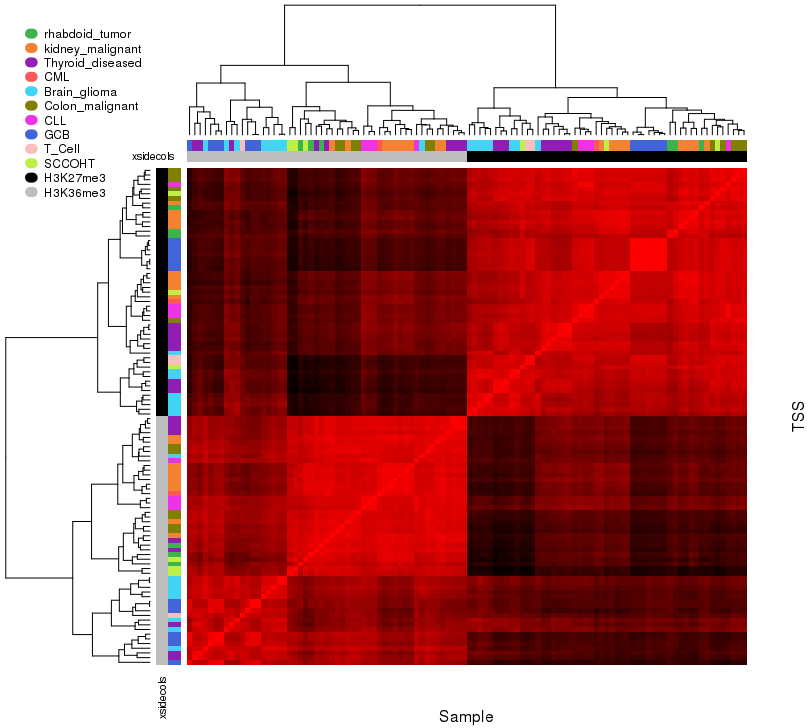 rhabdoid_tumor
kidney_malignant
Thyroid_diseased
CML
Brain_glioma
Colon_malignant
CLL
GCB
T_Cell
SCCOHT
H3K27me3
H3K36me3
xsidecols
TSS
xsidecols
Sample